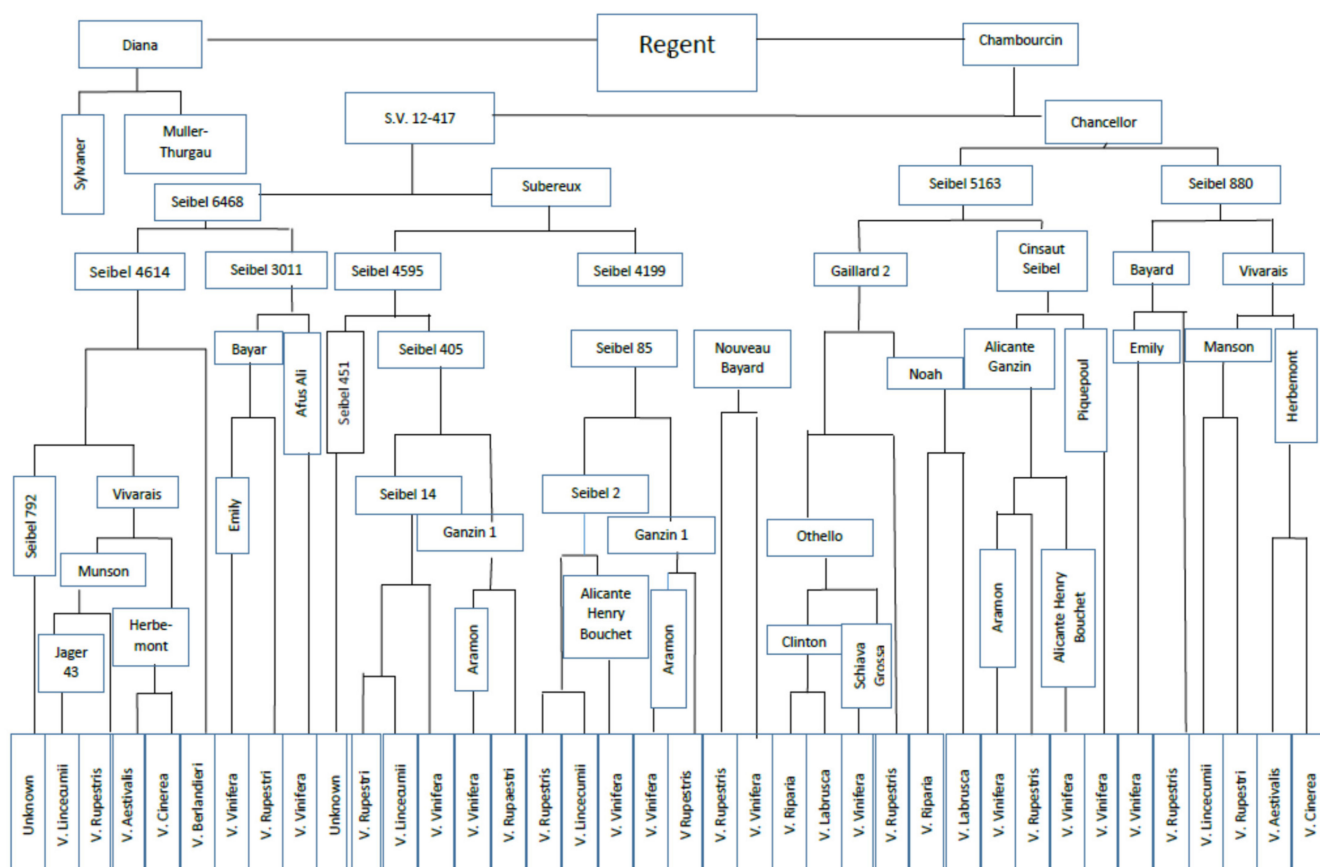 Diana
Regent
Chambourcin
Sylvaner
Muller-
Thurgau
S.V. 12-417
Chancellor
Seibel 6468
Subereux
Seibel 5163
Seibel 880
Seibel 4614
Seibel 3011
Seibel 4595
Seibel 4199
Gaillard 2
Cinsaut
Seibel
Bayard
Vivarais
Bayar
Afus Ali
Seibel 451
Seibel 405
Seibel 85
Nouveau
Bayard
Noah
Alicante
Ganzin
Piquepoul
Emily
Manson
Herbemont
Seibel 792
Vivarais
Emily
Seibel 14
Ganzin 1
Seibel 2
Ganzin 1
Othello
Aramon
Alicante Henry
Bouchet
Munson
Jager
43
Herbe-
mont
Aramon
Alicante
Henry
Bouchet
Aramon
Clinton
Schiava
Grossa
Unknown
V. Lincecumii
V. Rupestris
V. Aestivalis
V. Cinerea
V. Berlandieri
V. Vinifera
V. Rupestri
V. Vinifera
Unknown
V. Rupestri
V. Lincecumii
V. Vinifera
V. Vinifera
V. Rupaestri
V. Rupestris
V. Lincecumii
V. Vinifera
V. Vinifera
V Rupestris
V. Rupestris
V. Vinifera
V. Riparia
V. Labrusca
V. Vinifera
V. Rupestris
V. Riparia
V. Labrusca
V. Vinifera
V. Rupestris
V. Vinifera
V. Vinifera
V. Vinifera
V. Rupestris
V. Lincecumii
V. Rupestri
V. Aestivalis
V. Cinerea